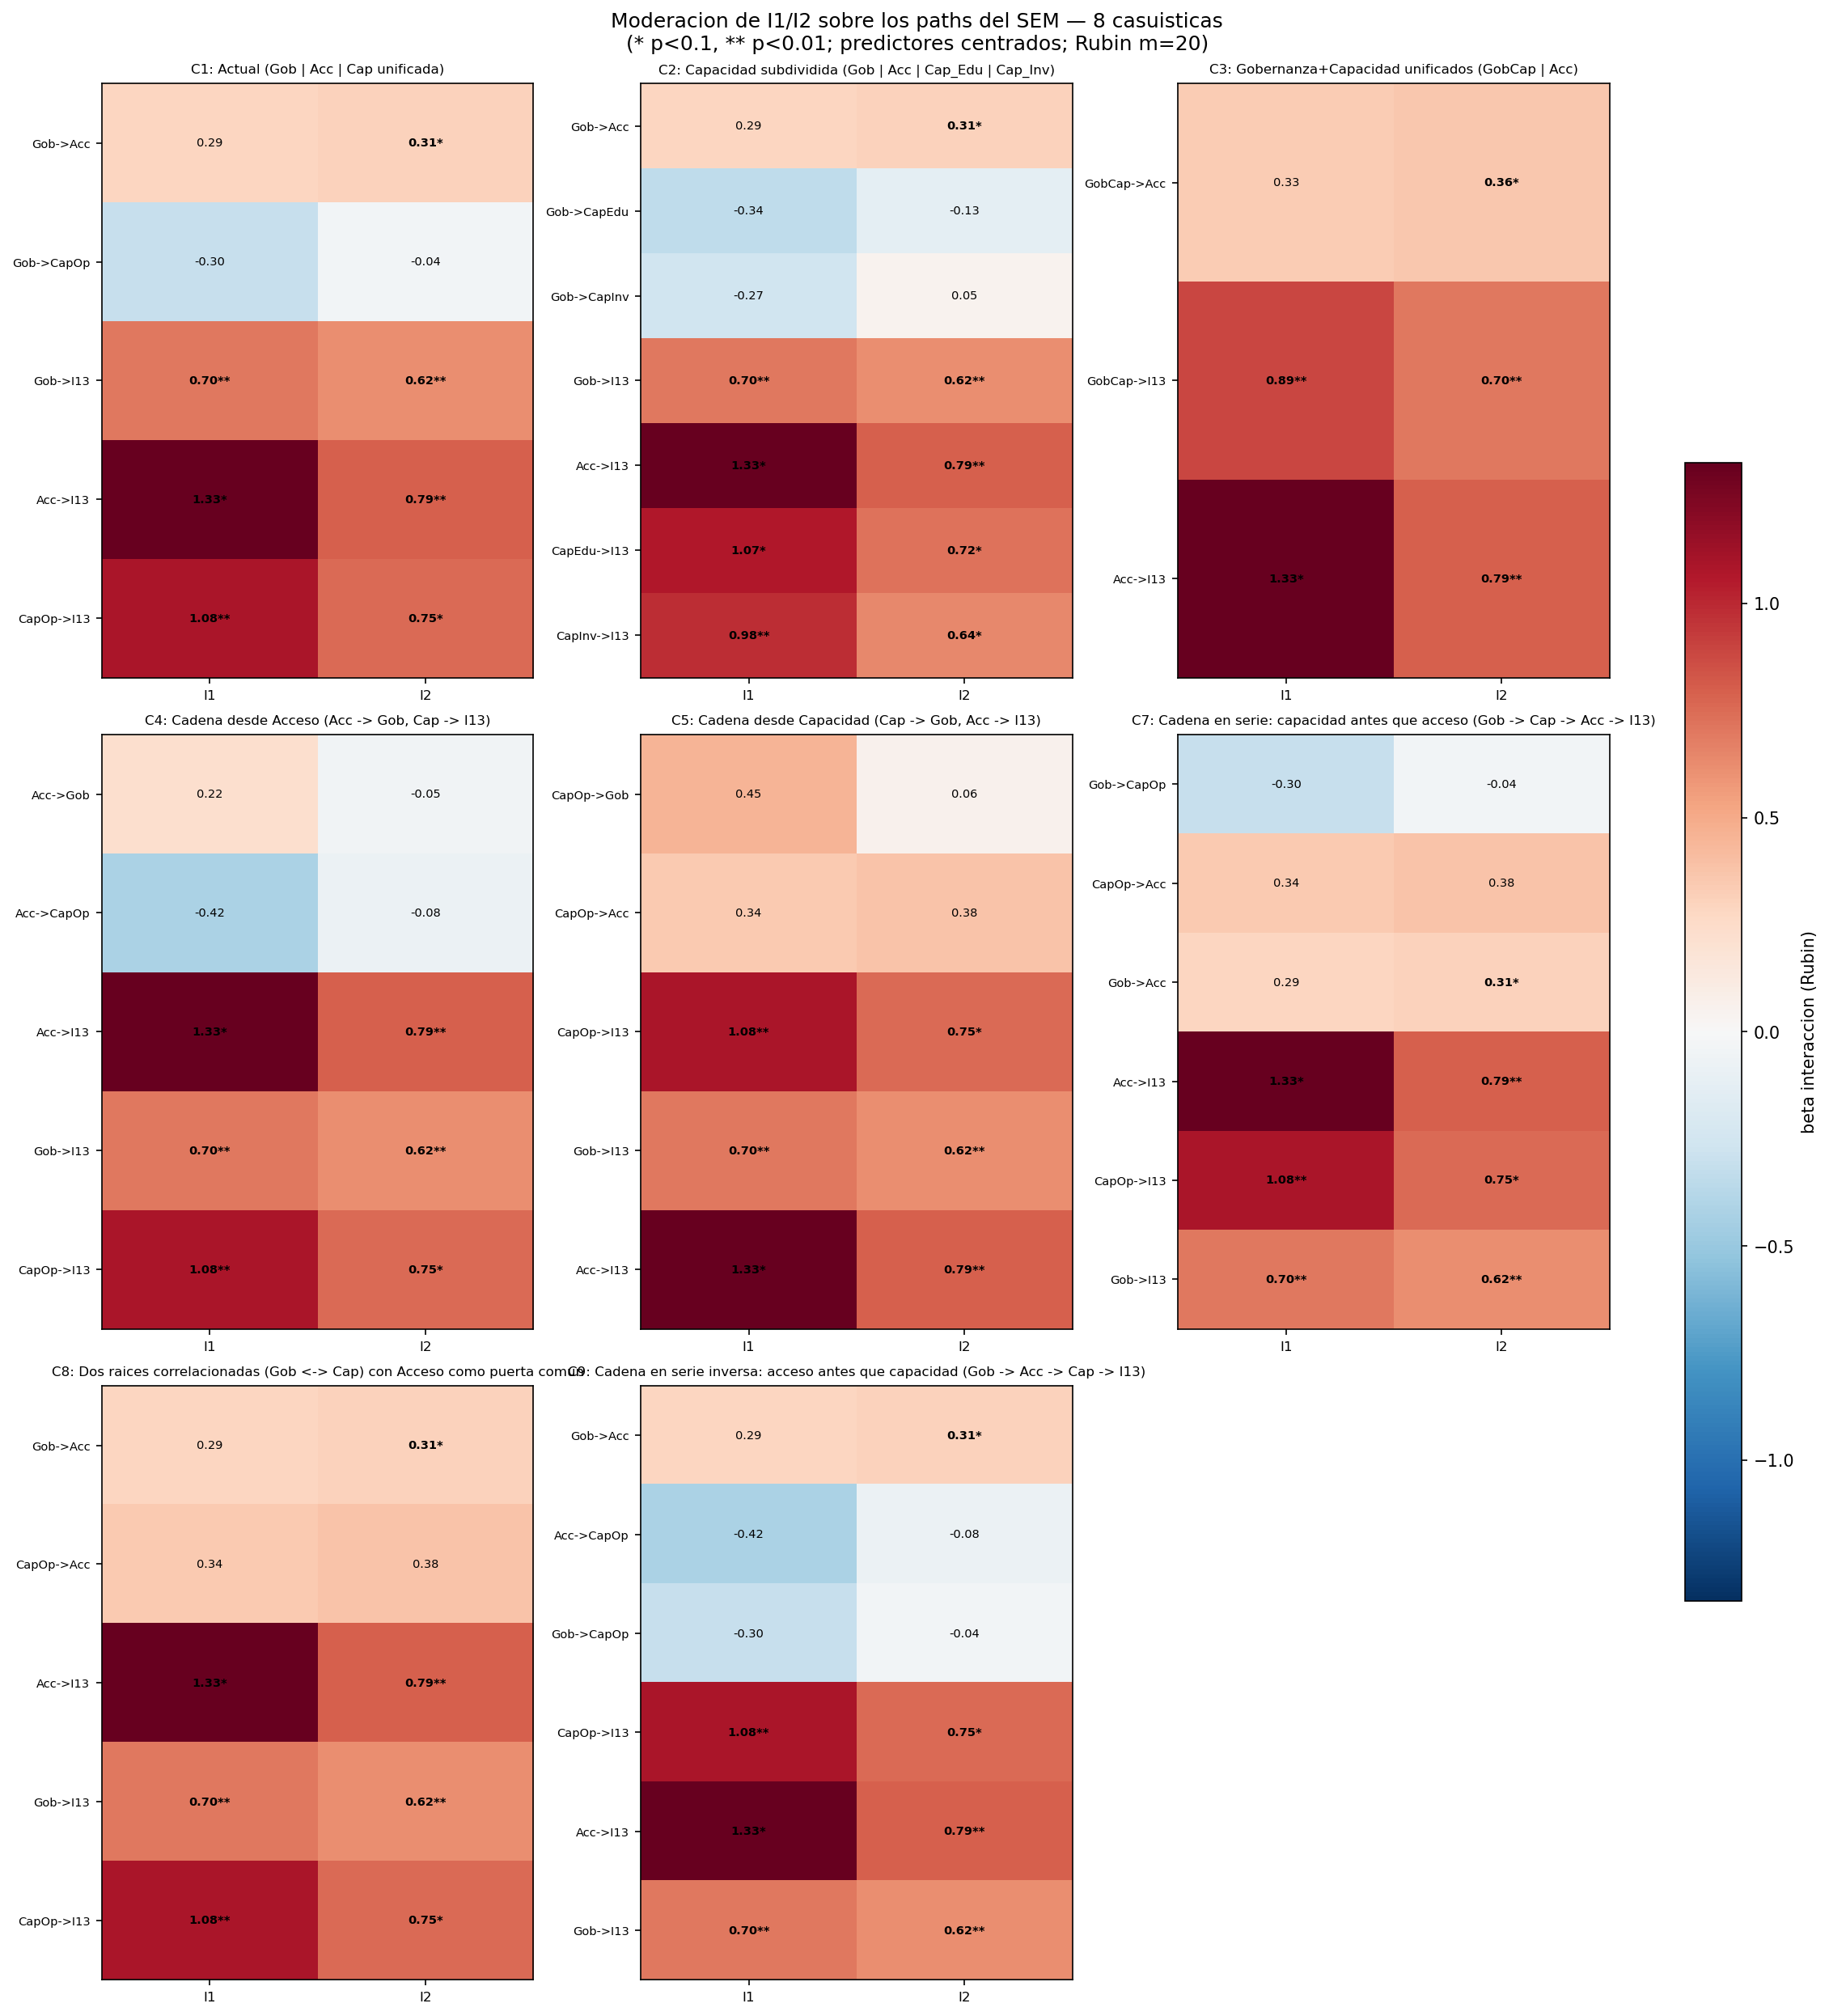 Moderacion de I1/I2 sobre los paths del SEM — 8 casuisticas
(* p<0.1, ** p<0.01; predictores centrados; Rubin m=20)
C1: Actual (Gob | Acc | Cap unificada)
Gob->Acc 0.29 0.31*
Gob->CapOp -0.30 -0.04
Gob->I13 0.70** 0.62**
Acc->I13 1.33* 0.79**
CapOp->I13 1.08** 0.75*
I1 I2
C2: Capacidad subdividida (Gob | Acc | Cap_Edu | Cap_Inv)
Gob->Acc 0.29 0.31*
Gob->CapEdu -0.34 -0.13
Gob->CapInv -0.27 0.05
Gob->I13 0.70** 0.62**
Acc->I13 1.33* 0.79**
CapEdu->I13 1.07* 0.72*
CapInv->I13 0.98** 0.64*
I1 I2
C3: Gobernanza+Capacidad unificados (GobCap | Acc)
GobCap->Acc 0.33 0.36*
GobCap->I13 0.89** 0.70**
Acc->I13 1.33* 0.79**
I1 I2
C4: Cadena desde Acceso (Acc -> Gob, Cap -> I13)
Acc->Gob 0.22 -0.05
Acc->CapOp -0.42 -0.08
Acc->I13 1.33* 0.79**
Gob->I13 0.70** 0.62**
CapOp->I13 1.08** 0.75*
I1 I2
C5: Cadena desde Capacidad (Cap -> Gob, Acc -> I13)
CapOp->Gob 0.45 0.06
CapOp->Acc 0.34 0.38
CapOp->I13 1.08** 0.75*
Gob->I13 0.70** 0.62**
Acc->I13 1.33* 0.79**
I1 I2
C7: Cadena en serie: capacidad antes que acceso (Gob -> Cap -> Acc -> I13)
Gob->CapOp -0.30 -0.04
CapOp->Acc 0.34 0.38
Gob->Acc 0.29 0.31*
Acc->I13 1.33* 0.79**
CapOp->I13 1.08** 0.75*
Gob->I13 0.70** 0.62**
I1 I2
C8: Dos raices correlacionadas (Gob <-> Cap) con Acceso como puerta comun
Gob->Acc 0.29 0.31*
CapOp->Acc 0.34 0.38
Acc->I13 1.33* 0.79**
Gob->I13 0.70** 0.62**
CapOp->I13 1.08** 0.75*
I1 I2
C9: Cadena en serie inversa: acceso antes que capacidad (Gob -> Acc -> Cap -> I13)
Gob->Acc 0.29 0.31*
Acc->CapOp -0.42 -0.08
Gob->CapOp -0.30 -0.04
CapOp->I13 1.08** 0.75*
Acc->I13 1.33* 0.79**
Gob->I13 0.70** 0.62**
I1 I2
1.0
0.5
0.0
−0.5
−1.0
beta interaccion (Rubin)